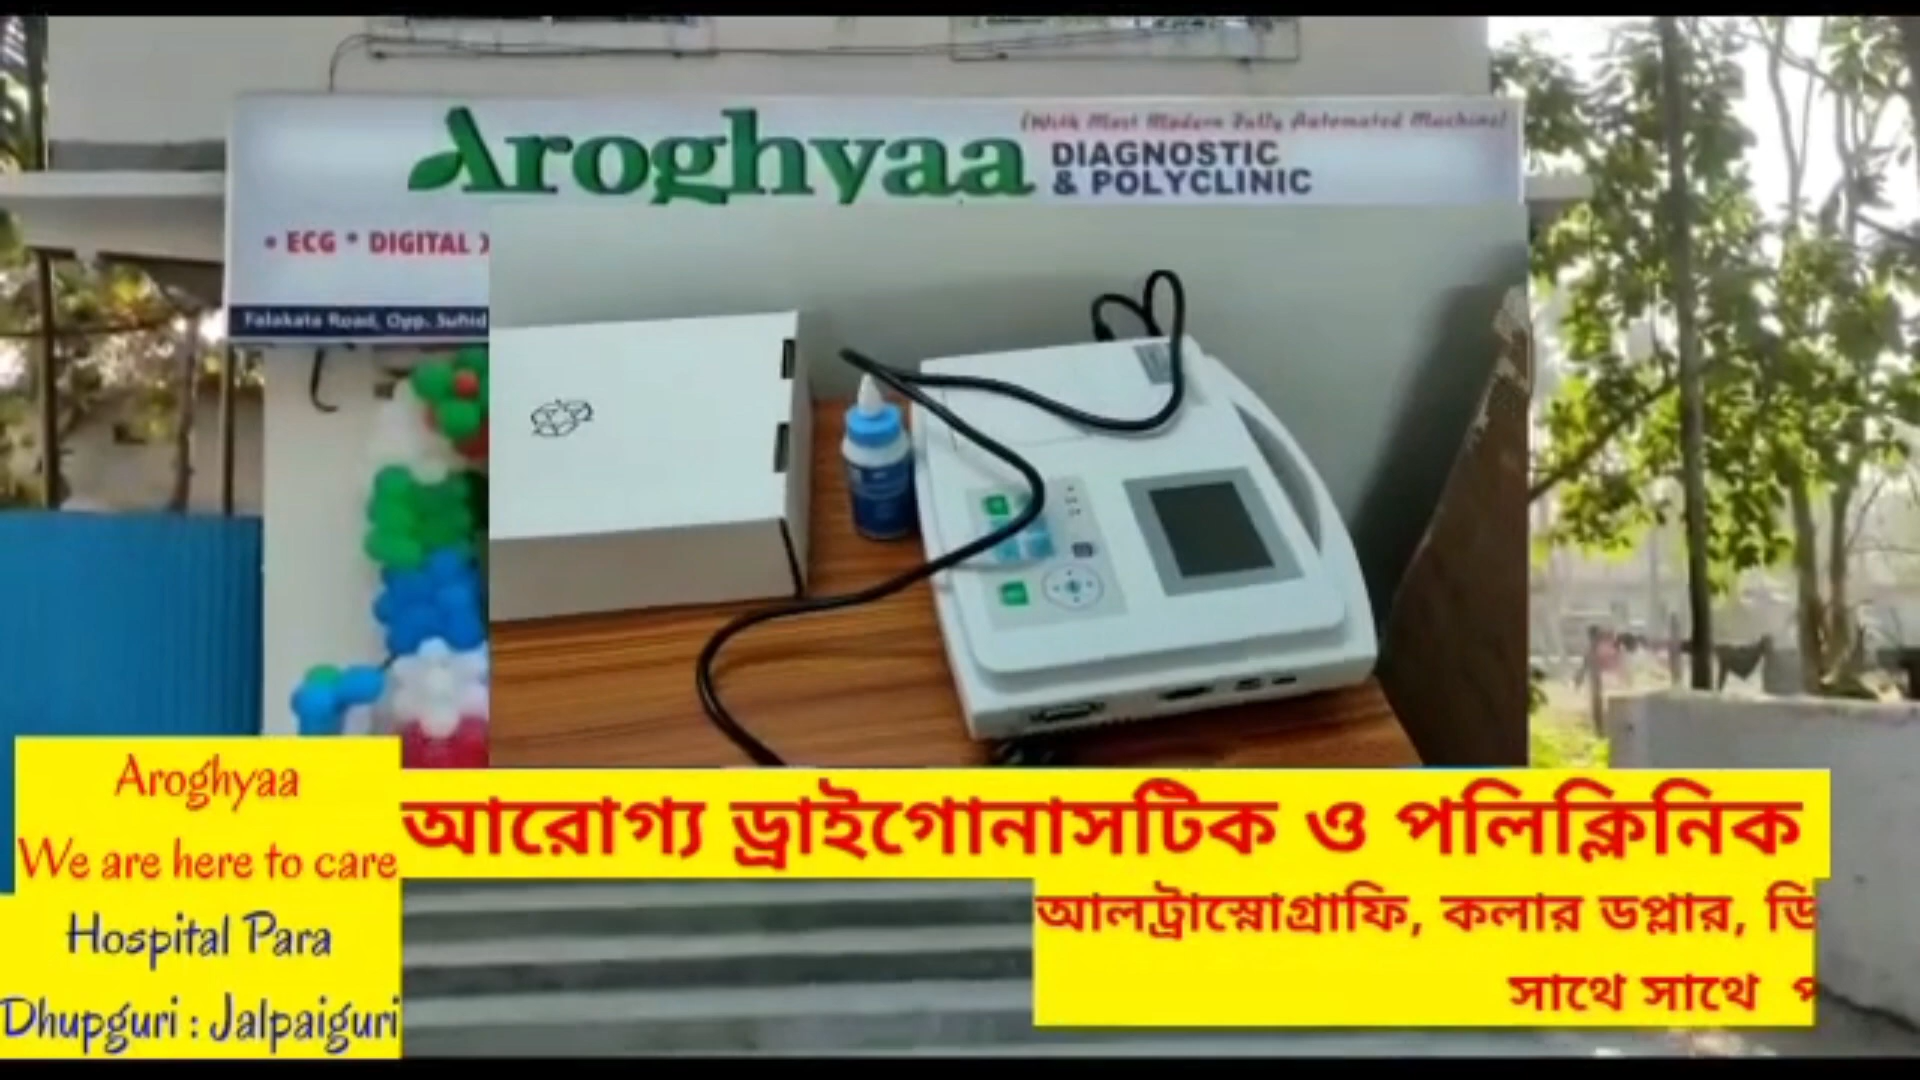 (With Most Modern Fully Automated Machine)
Aroghyaa DIAGNOSTIC
& POLYCLINIC
• ECG * DIGITAL
Falakata Road, Opp.
Aroghyaa
We are here to care
Hospital Para
Dhupguri : Jalpaiguri
আরোগ্য ড্রাইগোনাসটিক ও পলিক্লিনিক
আলট্রাস্নোগ্রাফি, কলার ডপ্লার, ডি
সাথে সাথে